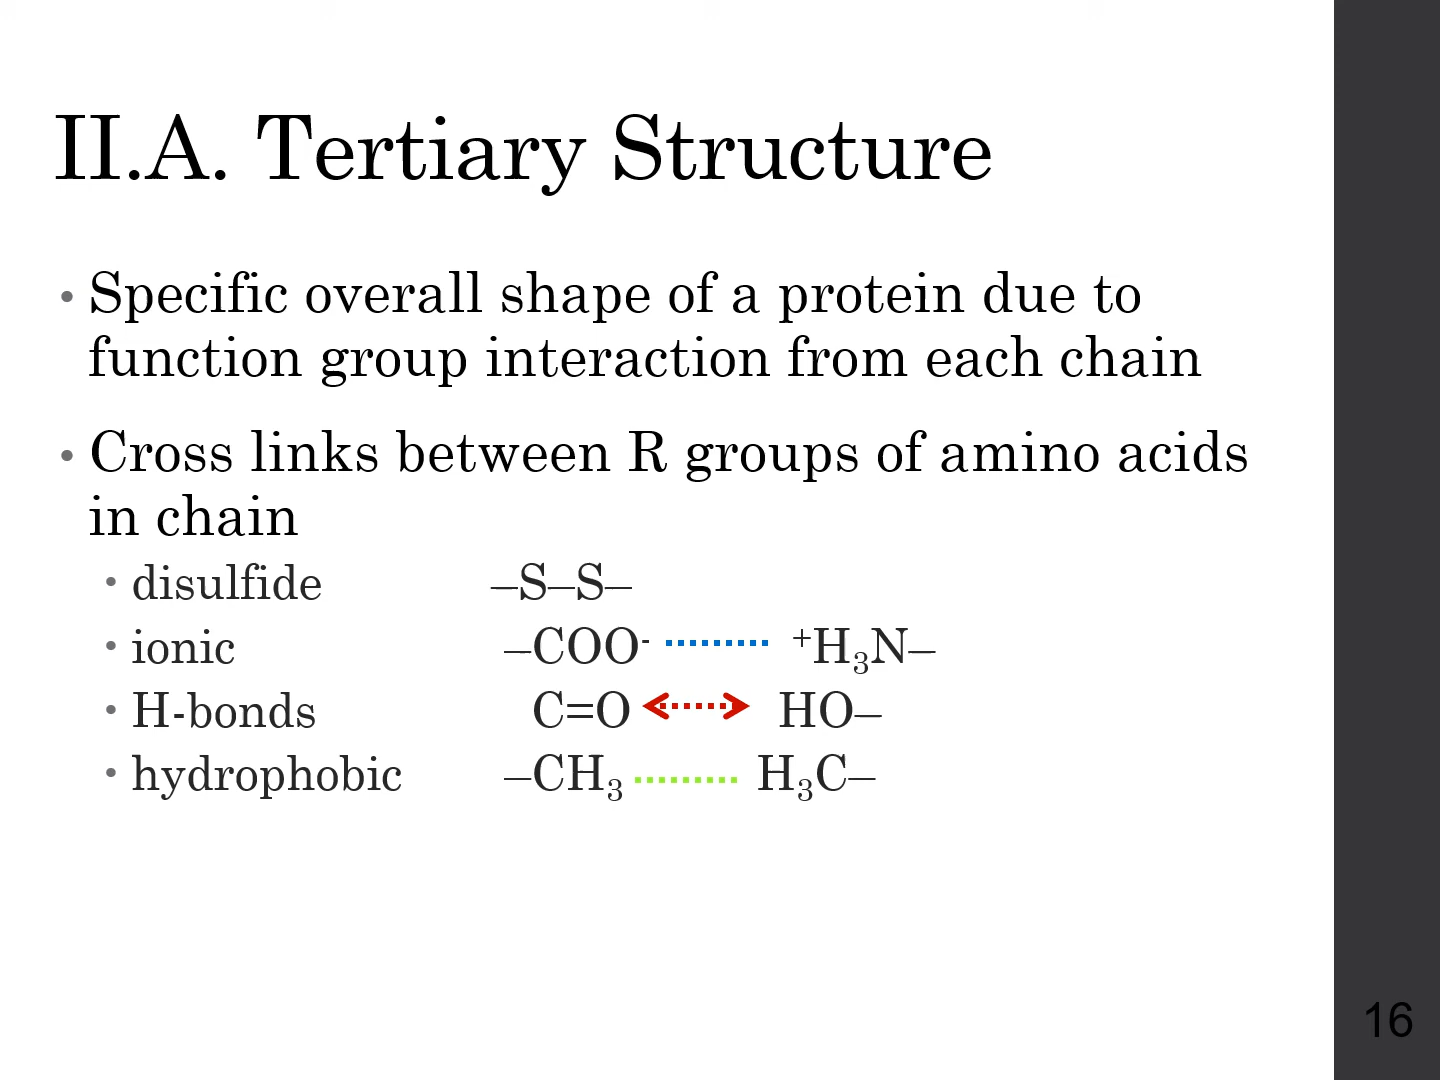 II.A. Tertiary Structure
• Specific overall shape of a protein due to
function group interaction from each chain
• Cross links between R groups of amino acids
in chain
• disulfide –S–S–
• ionic –COO⁻ ········· ⁺H₃N–
• H-bonds C=O <·····> HO–
• hydrophobic –CH₃ ········· H₃C–
16